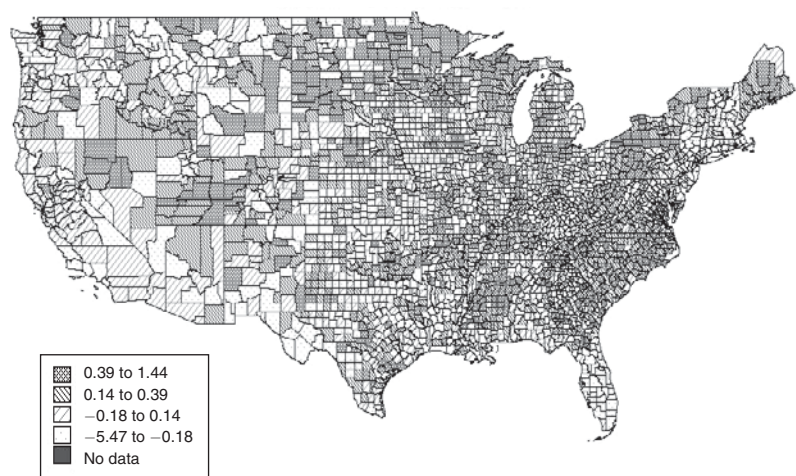 0.39 to 1.44
0.14 to 0.39
−0.18 to 0.14
−5.47 to −0.18
No data